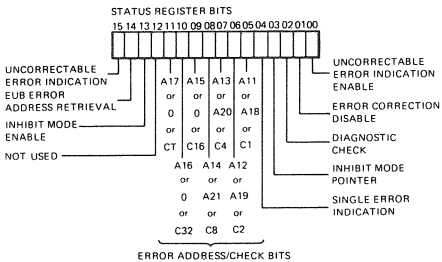 STATUS REGISTER BITS
15 14 13 12 11 10 09 08 07 06 05 04 03 02 01 00
UNCORRECTABLE
ERROR INDICATION
EUB ERROR
ADDRESS RETRIEVAL
INHIBIT MODE
ENABLE
NOT USED
A17 A15 A13 A11
or or or or
0 0 A20 A18
or or or or
CT C16 C4 C1
A16 A14 A12
or or or
0 A21 A19
or or or
C32 C8 C2
ERROR ADDRESS/CHECK BITS
UNCORRECTABLE
ERROR INDICATION
ENABLE
ERROR CORRECTION
DISABLE
DIAGNOSTIC
CHECK
INHIBIT MODE
POINTER
SINGLE ERROR
INDICATION